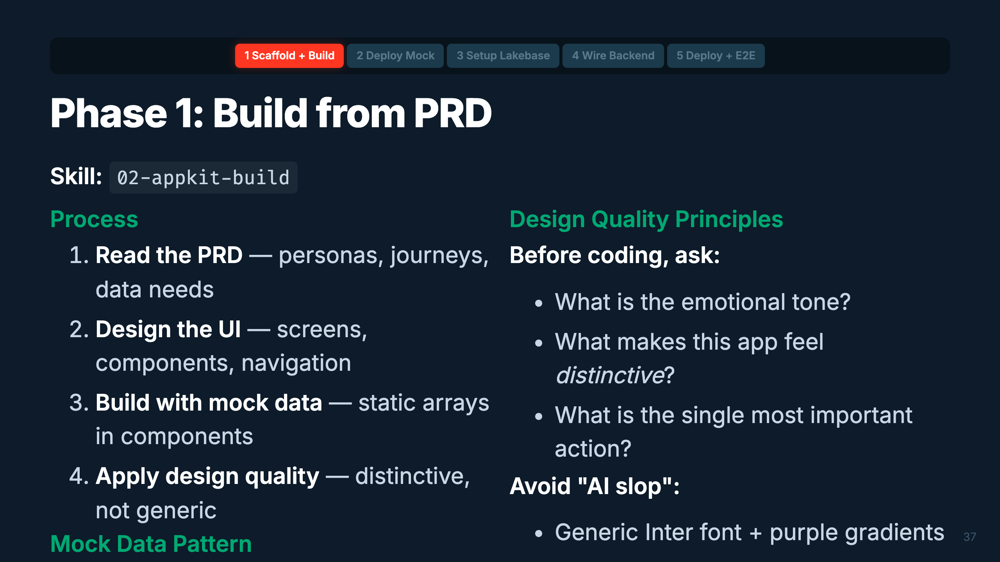 1 Scaffold + Build
2 Deploy Mock
3 Setup Lakebase
4 Wire Backend
5 Deploy + E2E
Phase 1: Build from PRD
Skill: 02-appkit-build
Process
1. Read the PRD — personas, journeys,
data needs
2. Design the UI — screens,
components, navigation
3. Build with mock data — static arrays
in components
4. Apply design quality — distinctive,
not generic
Mock Data Pattern
Design Quality Principles
Before coding, ask:
• What is the emotional tone?
• What makes this app feel
distinctive?
• What is the single most important
action?
Avoid "AI slop":
• Generic Inter font + purple gradients
37